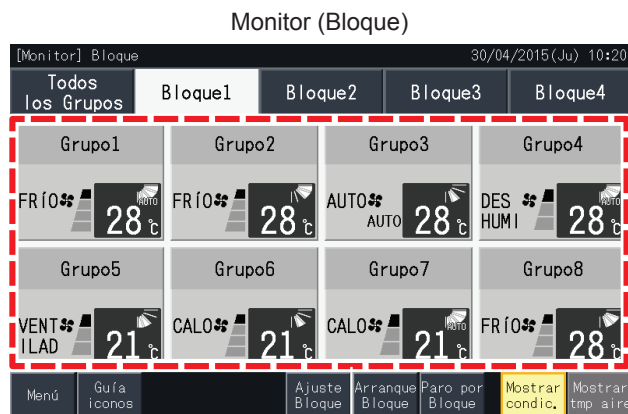 Monitor (Bloque)
[Monitor] Bloque 30/04/2015(Ju) 10:20
Todos
los Grupos
Bloque1 Bloque2 Bloque3 Bloque4
Grupo1 Grupo2 Grupo3 Grupo4
FRÍO AUTO 28 °C
FRÍO 28 °C
AUTO AUTO 28 °C
DES
HUMI AUTO 28 °C
Grupo5 Grupo6 Grupo7 Grupo8
VENT
ILAD 21 °C
CALO 21 °C
CALO AUTO 21 °C
FRÍO 28 °C
Menú
Guía
iconos
Ajuste
Bloque
Arranque
Bloque
Paro por
Bloque
Mostrar
condic.
Mostrar
tmp aire